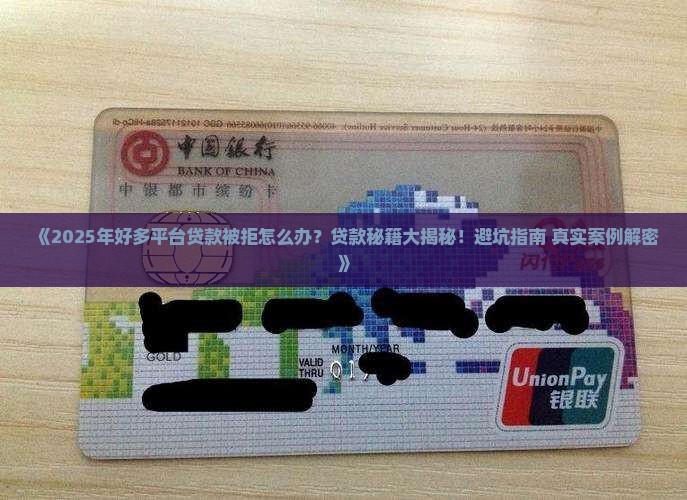 中国银行
BANK OF CHINA
中银都市缤纷卡
《2025年好多平台贷款被拒怎么办？贷款秘籍大揭秘！避坑指南 真实案例解密
》
GOLD
MONTH/YEAR
VALID
THRU
UnionPay
银联